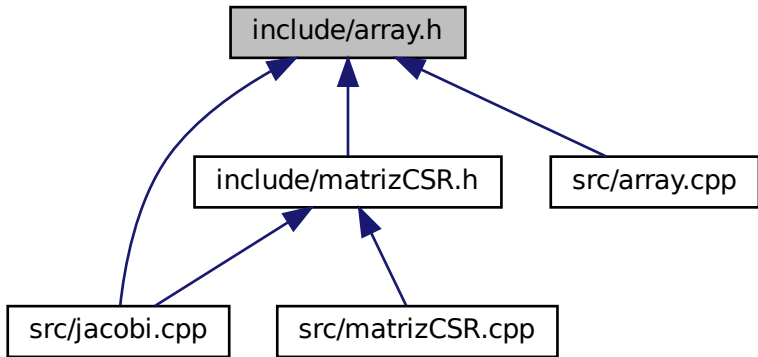 include/array.h
include/matrizCSR.h
src/array.cpp
src/jacobi.cpp
src/matrizCSR.cpp